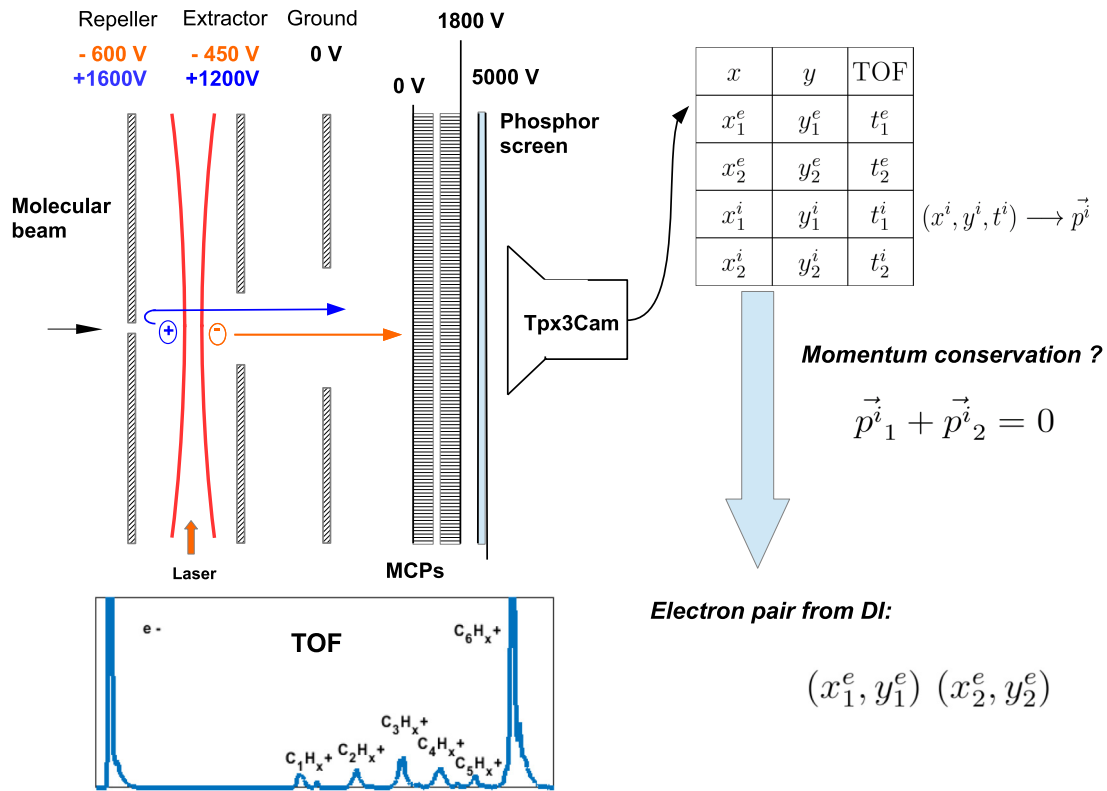 Repeller Extractor Ground
1800 V
- 600 V - 450 V 0 V
+1600V +1200V
5000 V
0 V
Phosphor
screen
Molecular
beam
+
-
Tpx3Cam
Laser
MCPs
x y TOF
x₁ᵉ y₁ᵉ t₁ᵉ
x₂ᵉ y₂ᵉ t₂ᵉ
x₁ⁱ y₁ⁱ t₁ⁱ
x₂ⁱ y₂ⁱ t₂ⁱ
(xⁱ, yⁱ, tⁱ) ⟶ p⃗ⁱ
Momentum conservation ?
p⃗ⁱ₁ + p⃗ⁱ₂ = 0
Electron pair from DI:
(x₁ᵉ, y₁ᵉ) (x₂ᵉ, y₂ᵉ)
e -
TOF
C₆Hₓ+
C₁Hₓ+
C₂Hₓ+
C₃Hₓ+
C₄Hₓ+
C₅Hₓ+